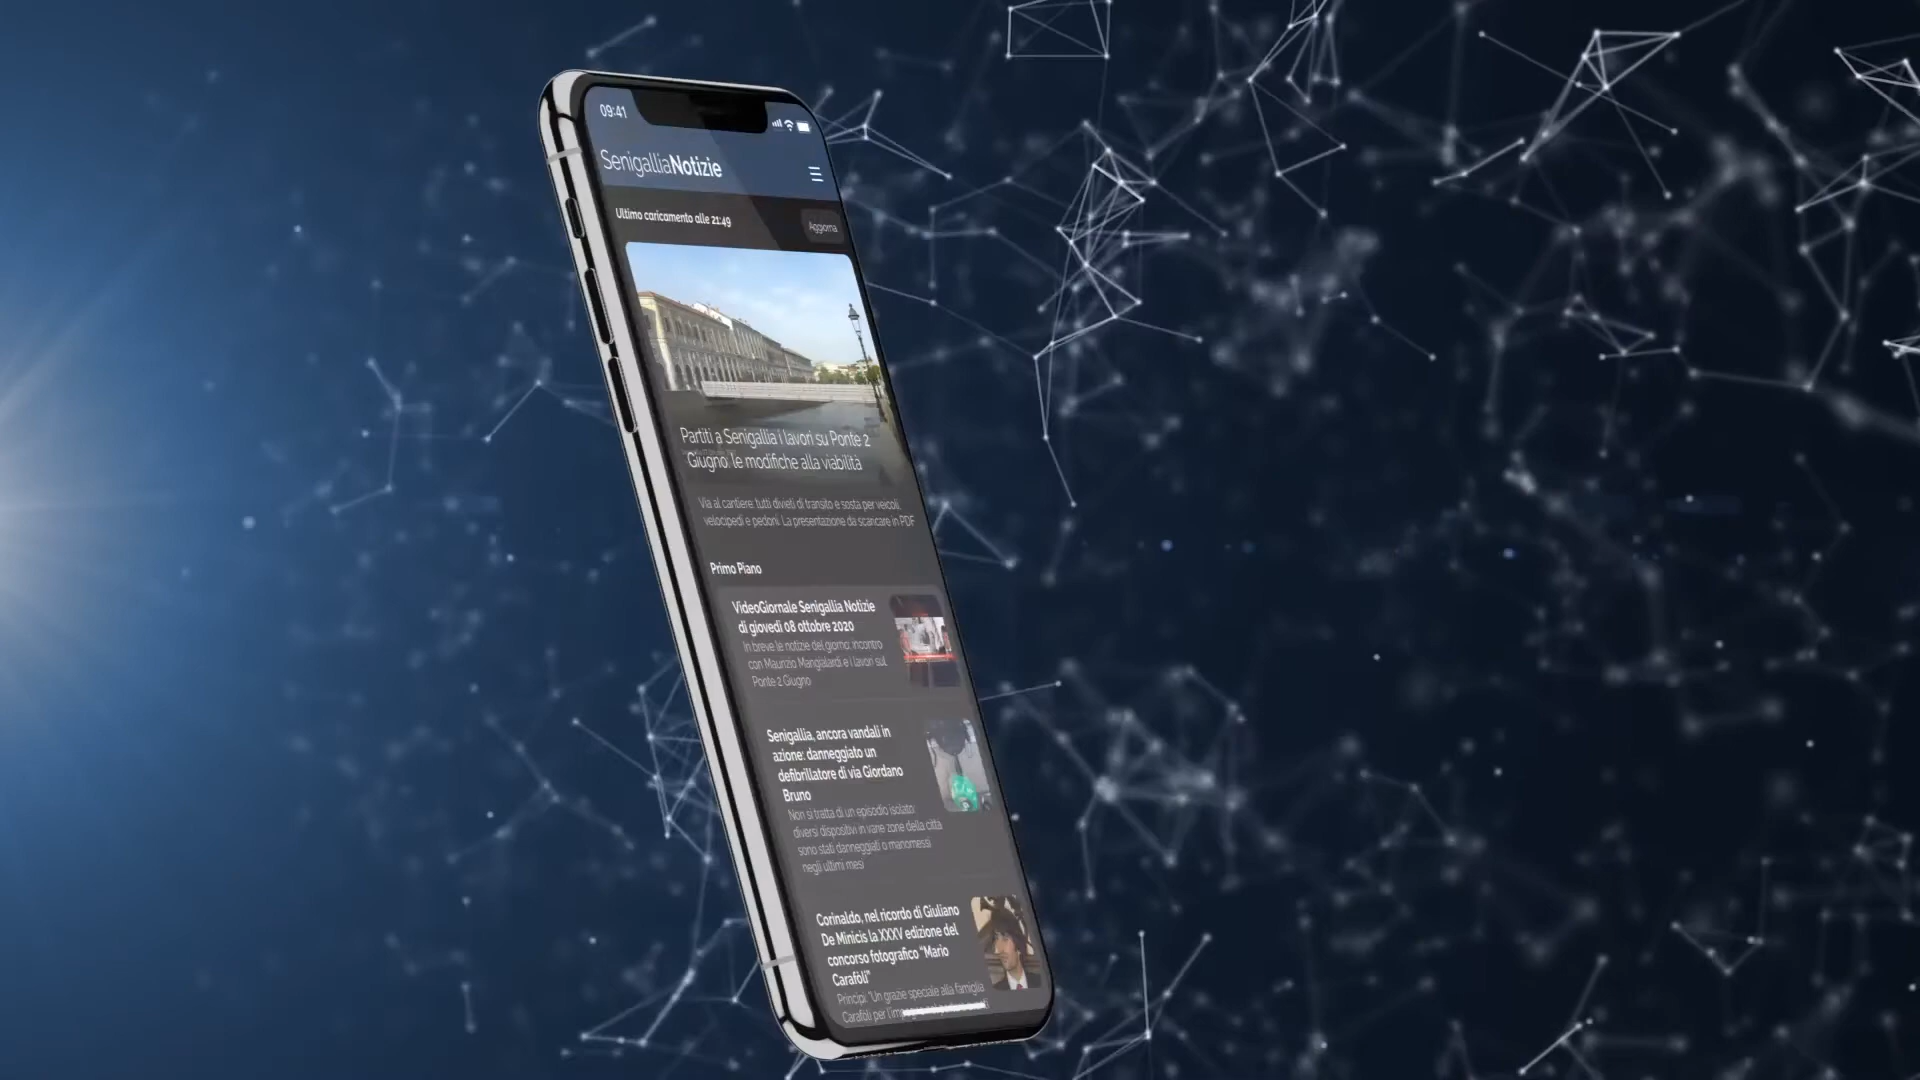 09:41
SenigalliaNotizie
Ultimo caricamento alle 21:49
Aggiorna
Partiti a Senigallia i lavori su Ponte 2
Giugno: le modifiche alla viabilità
Via al cantiere: tutti divieti di transito e sosta per veicoli,
velocipedi e pedoni. La presentazione da scaricare in PDF
Primo Piano
VideoGiornale Senigallia Notizie
di giovedì 08 ottobre 2020
In breve le notizie del giorno: incontro
con Maurizio Mangialardi e i lavori sul
Ponte 2 Giugno
Senigallia, ancora vandali in
azione: danneggiato un
defibrillatore di via Giordano
Bruno
Non si tratta di un episodio isolato:
diversi dispositivi in varie zone della città
sono stati danneggiati o manomessi
negli ultimi mesi
Corinaldo, nel ricordo di Giuliano
De Minicis la XXXV edizione del
concorso fotografico "Mario
Carafòli"
Principi: "Un grazie speciale alla famiglia
Carafòli per